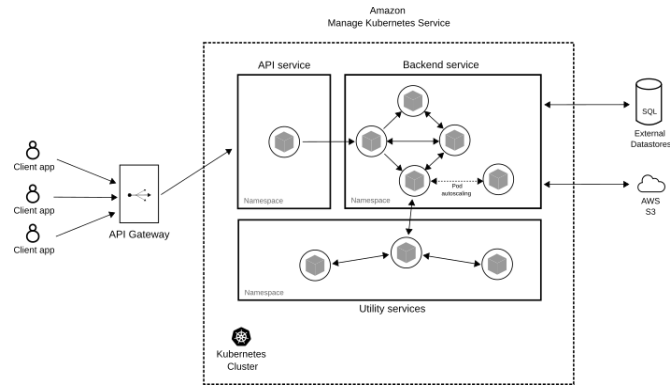 Amazon
Manage Kubernetes Service
API service
Backend service
SQL
External
Datastores
Client app
Client app
Client app
API Gateway
Namespace
Namespace
Pod
autoscaling
AWS
S3
Namespace
Utility services
Kubernetes
Cluster